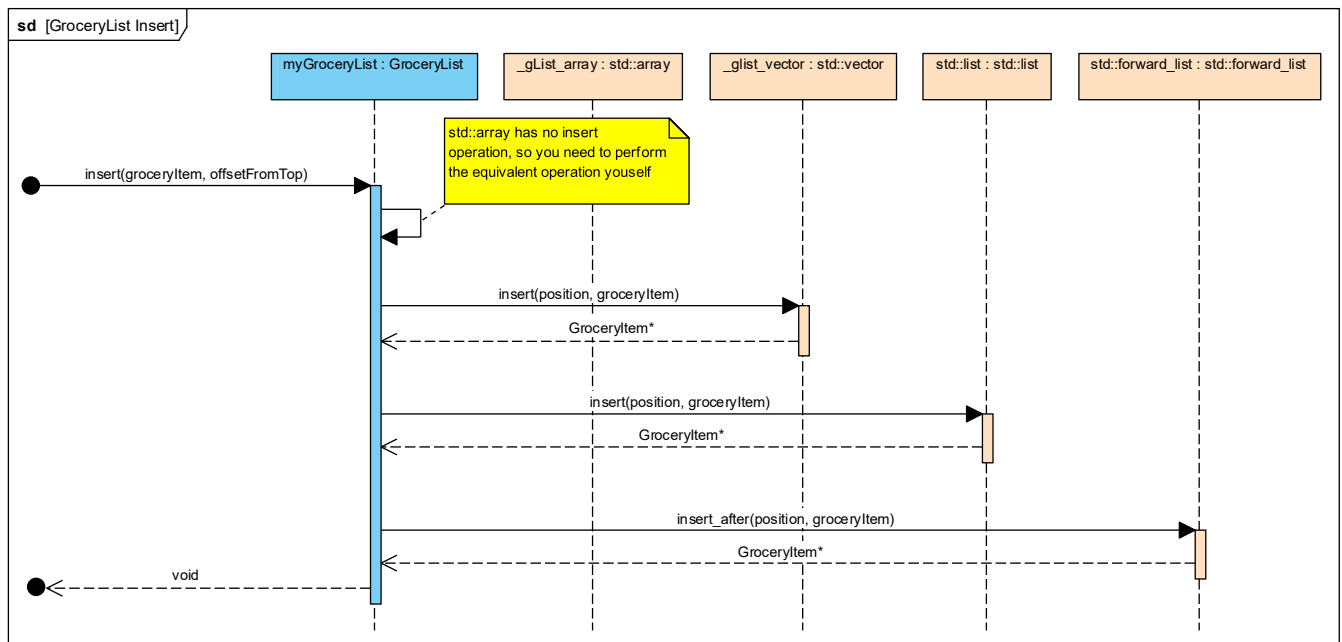 sd [GroceryList Insert]
myGroceryList : GroceryList
_gList_array : std::array
_glist_vector : std::vector
std::list : std::list
std::forward_list : std::forward_list
std::array has no insert
operation, so you need to perform
the equivalent operation youself
insert(groceryItem, offsetFromTop)
insert(position, groceryItem)
GroceryItem*
insert(position, groceryItem)
GroceryItem*
insert_after(position, groceryItem)
GroceryItem*
void